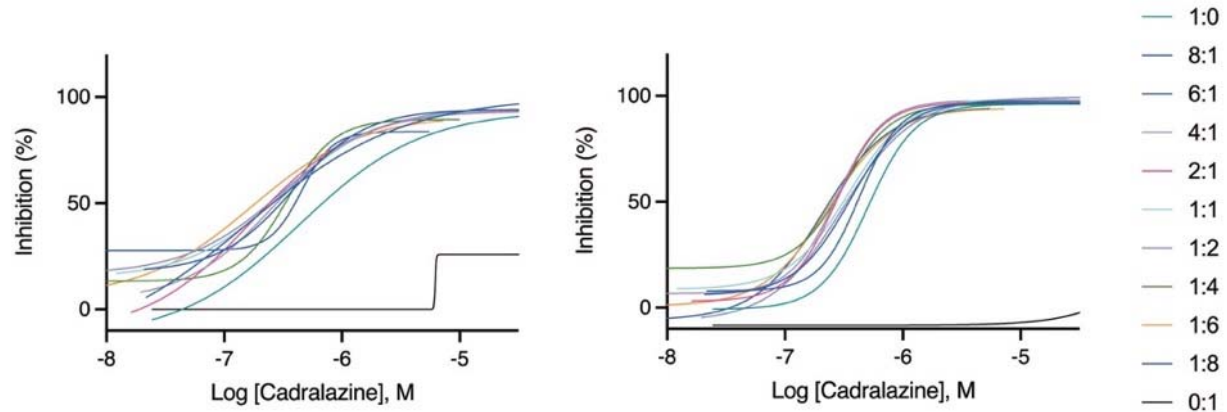 100
50
0
Inhibition (%)
-8 -7 -6 -5
Log [Cadralazine], M
100
50
0
Inhibition (%)
-8 -7 -6 -5
Log [Cadralazine], M
1:0
8:1
6:1
4:1
2:1
1:1
1:2
1:4
1:6
1:8
0:1